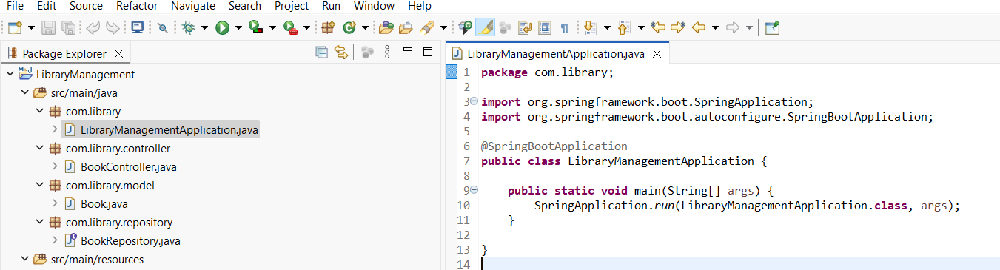 File Edit Source Refactor Navigate Search Project Run Window Help
Package Explorer
LibraryManagement
src/main/java
com.library
LibraryManagementApplication.java
com.library.controller
BookController.java
com.library.model
Book.java
com.library.repository
BookRepository.java
src/main/resources
LibraryManagementApplication.java
1 package com.library;
2
3 import org.springframework.boot.SpringApplication;
4 import org.springframework.boot.autoconfigure.SpringBootApplication;
5
6 @SpringBootApplication
7 public class LibraryManagementApplication {
8
9     public static void main(String[] args) {
10         SpringApplication.run(LibraryManagementApplication.class, args);
11     }
12
13 }
14